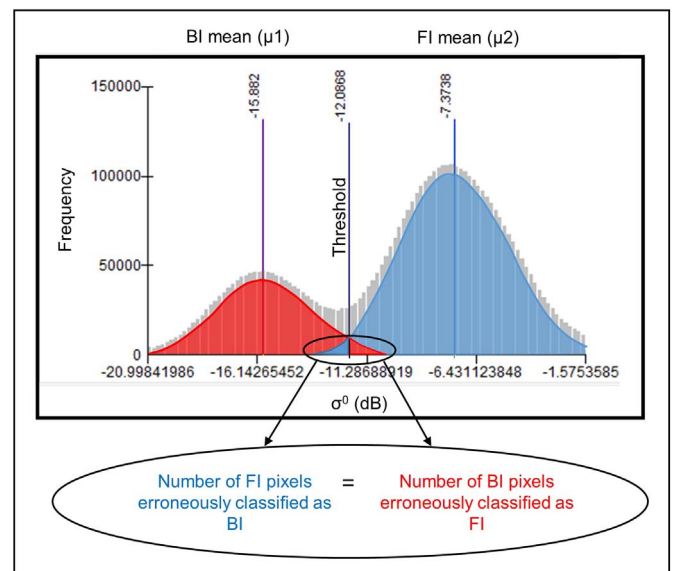 BI mean (μ1) FI mean (μ2)
150000
100000
50000
0
Frequency
-15.882
-12.0868
-7.3738
Threshold
-20.99841986 -16.14265452 -11.28688919 -6.431123848 -1.5753585
σ⁰ (dB)
Number of FI pixels
erroneously classified as
BI
=
Number of BI pixels
erroneously classified as
FI